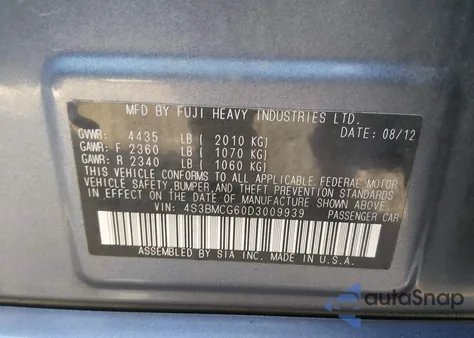 MFD BY FUJI HEAVY INDUSTRIES LTD.
DATE: 08/12
GVWR: 4435 LB ( 2010 KG)
GAWR: F 2360 LB ( 1070 KG)
GAWR: R 2340 LB ( 1060 KG)
THIS VEHICLE CONFORMS TO ALL APPLICABLE FEDERAL MOTOR
VEHICLE SAFETY, BUMPER, AND THEFT PREVENTION STANDARDS
IN EFFECT ON THE DATE OF MANUFACTURE SHOWN ABOVE.
VIN: 4S3BMCG60D3009939 PASSENGER CAR
ASSEMBLED BY SIA INC. MADE IN U.S.A.
autoSnap